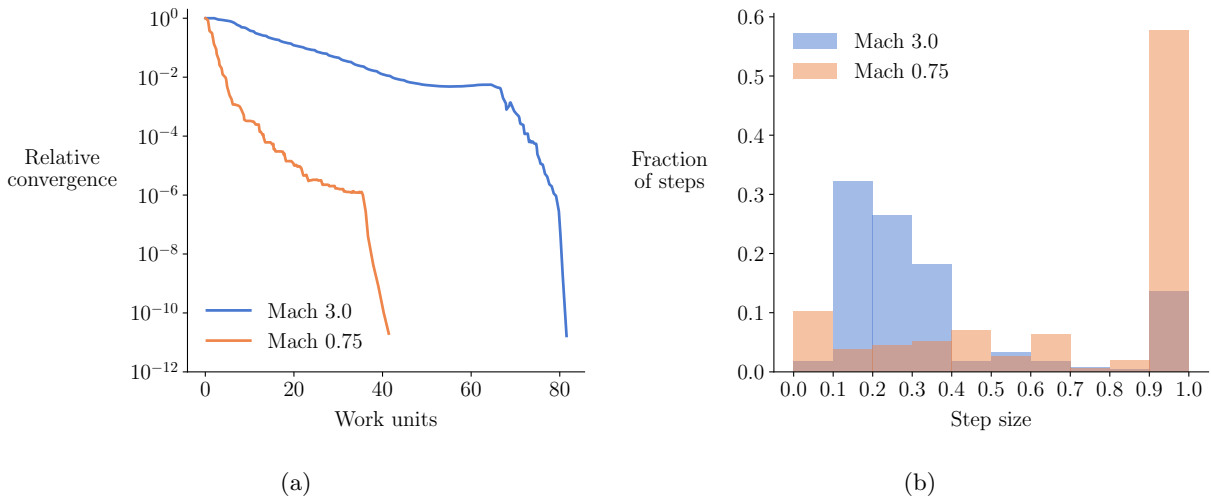 10⁰
10⁻²
10⁻⁴
10⁻⁶
10⁻⁸
10⁻¹⁰
10⁻¹²
Relative
convergence
Mach 3.0
Mach 0.75
0 20 40 60 80
Work units
(a)
0.6
0.5
0.4
0.3
0.2
0.1
0.0
Fraction
of steps
Mach 3.0
Mach 0.75
0.0 0.1 0.2 0.3 0.4 0.5 0.6 0.7 0.8 0.9 1.0
Step size
(b)